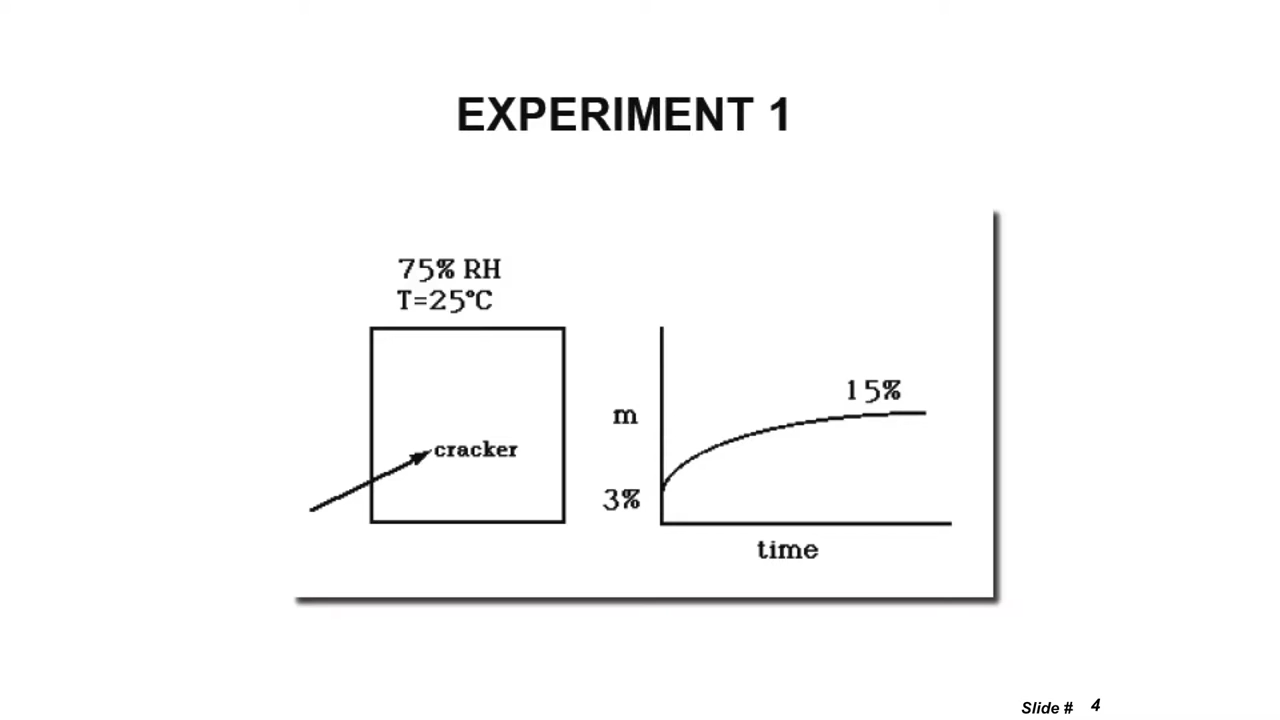 EXPERIMENT 1
75% RH
T=25°C
cracker
m
15%
3%
time
Slide # 4